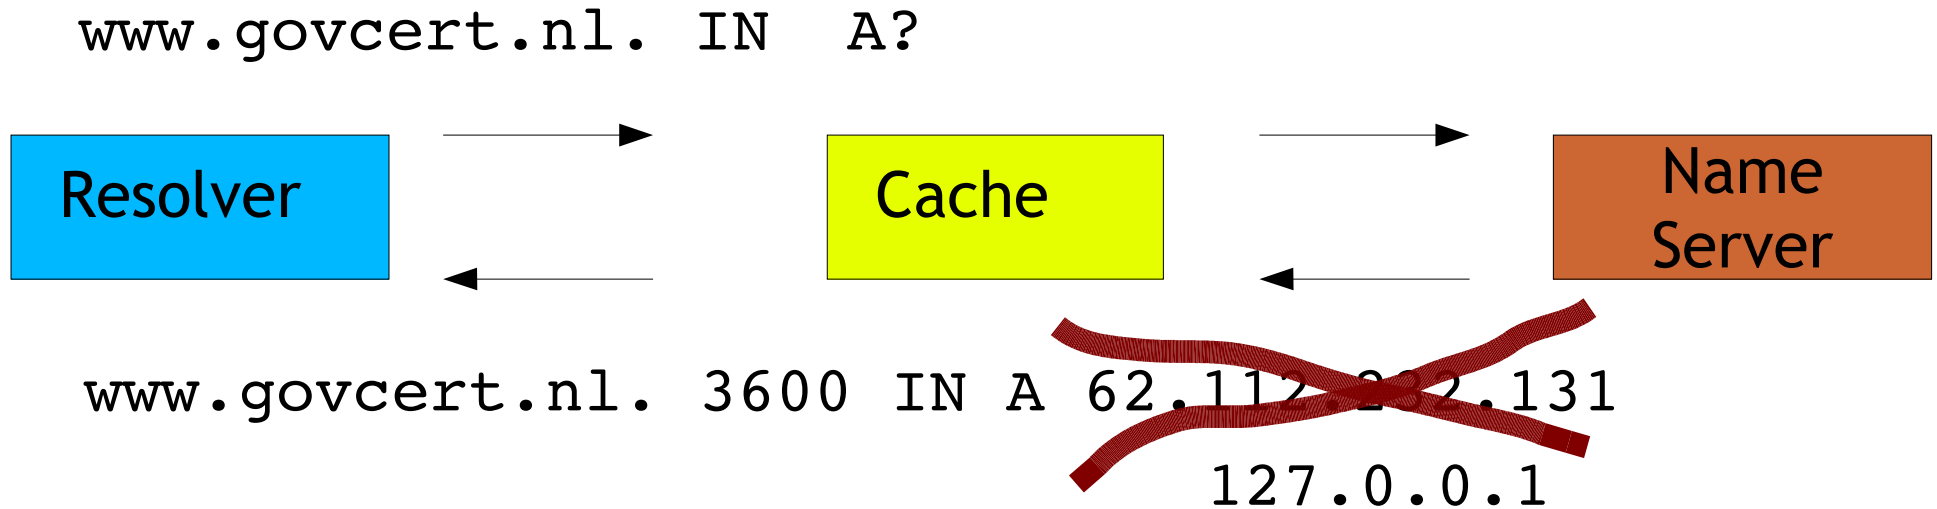 www.govcert.nl. IN  A?
Resolver
Cache
Name
Server
www.govcert.nl. 3600 IN A 62.112.232.131
127.0.0.1